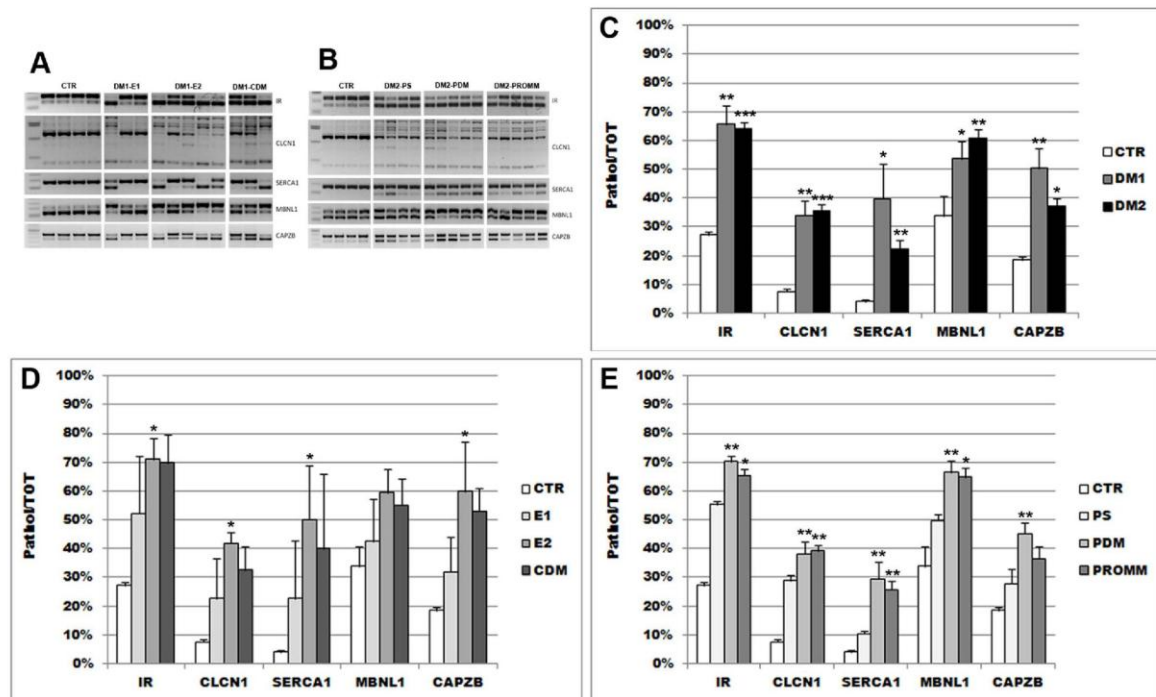 A
CTR DM1-E1 DM1-E2 DM1-CDM
IR
CLCN1
SERCA1
MBNL1
CAPZB
B
CTR DM2-PS DM2-PDM DM2-PROMM
IR
CLCN1
SERCA1
MBNL1
CAPZB
C
Pathol/TOT
100%
90%
80%
70%
60%
50%
40%
30%
20%
10%
0%
** ***
** ***
* **
* **
** *
IR CLCN1 SERCA1 MBNL1 CAPZB
CTR
DM1
DM2
D
Pathol/TOT
100%
90%
80%
70%
60%
50%
40%
30%
20%
10%
0%
*
*
*
*
IR CLCN1 SERCA1 MBNL1 CAPZB
CTR
E1
E2
CDM
E
Pathol/TOT
100%
90%
80%
70%
60%
50%
40%
30%
20%
10%
0%
** *
** **
** **
** *
**
IR CLCN1 SERCA1 MBNL1 CAPZB
CTR
PS
PDM
PROMM